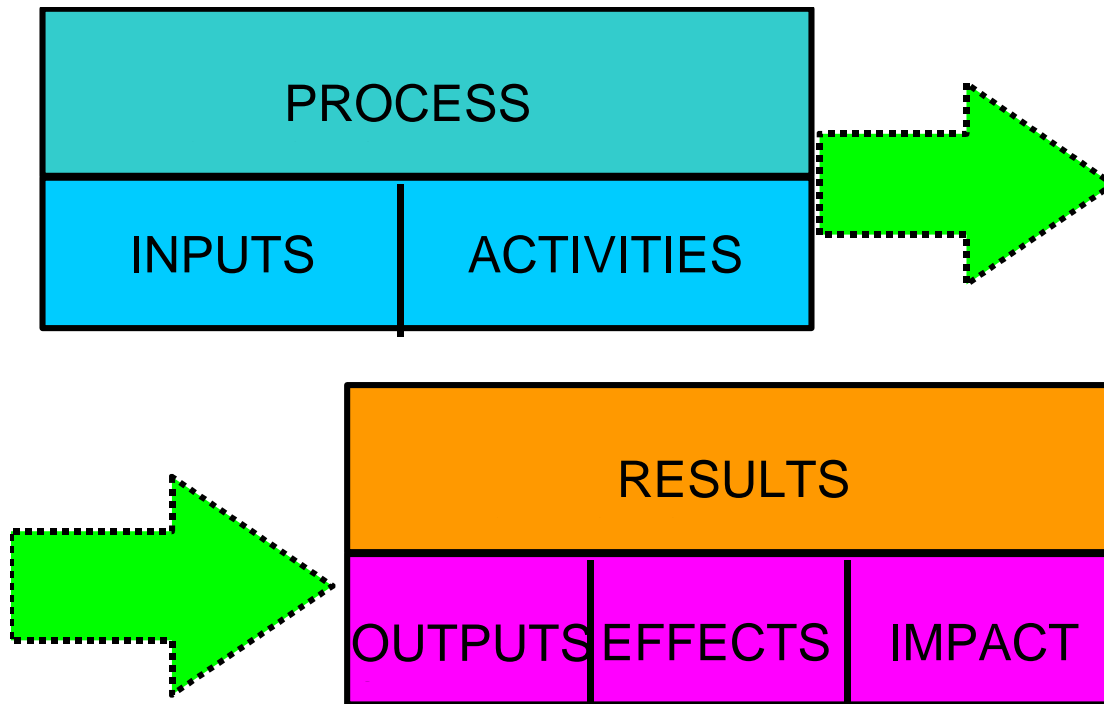 PROCESS
INPUTS ACTIVITIES
RESULTS
OUTPUTS EFFECTS IMPACT